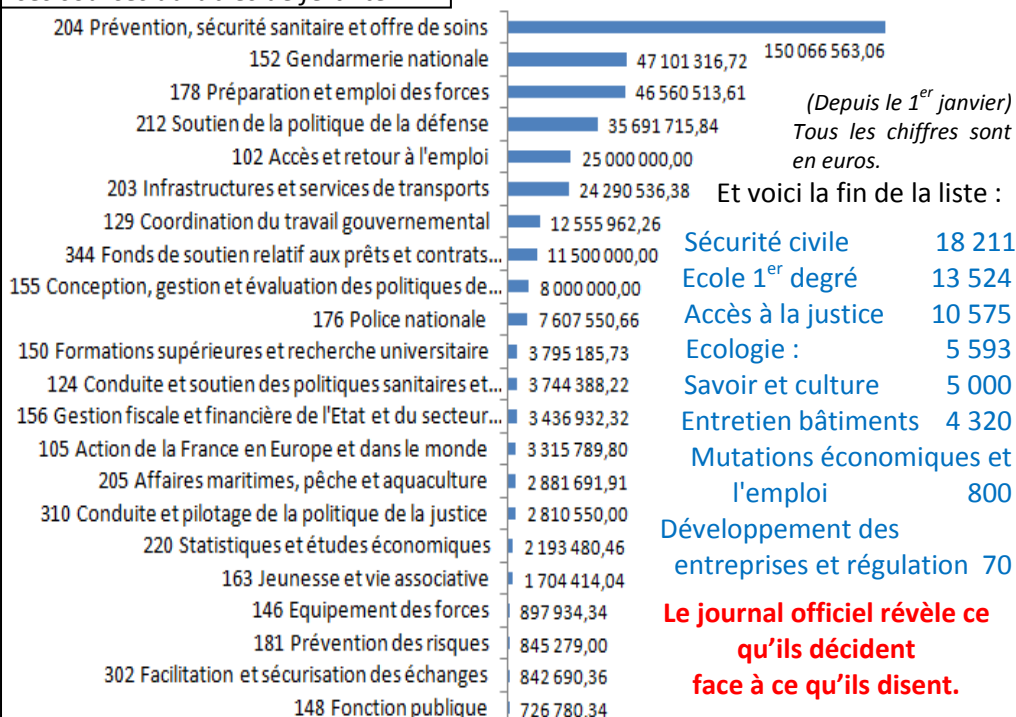 204 Prévention, sécurité sanitaire et offre de soins 150 066 563,06
152 Gendarmerie nationale 47 101 316,72
178 Préparation et emploi des forces 46 560 513,61
212 Soutien de la politique de la défense 35 691 715,84
102 Accès et retour à l'emploi 25 000 000,00
203 Infrastructures et services de transports 24 290 536,38
129 Coordination du travail gouvernemental 12 555 962,26
344 Fonds de soutien relatif aux prêts et contrats... 11 500 000,00
155 Conception, gestion et évaluation des politiques de... 8 000 000,00
176 Police nationale 7 607 550,66
150 Formations supérieures et recherche universitaire 3 795 185,73
124 Conduite et soutien des politiques sanitaires et... 3 744 388,22
156 Gestion fiscale et financière de l'Etat et du secteur... 3 436 932,32
105 Action de la France en Europe et dans le monde 3 315 789,80
205 Affaires maritimes, pêche et aquaculture 2 881 691,91
310 Conduite et pilotage de la politique de la justice 2 810 550,00
220 Statistiques et études économiques 2 193 480,46
163 Jeunesse et vie associative 1 704 414,04
146 Equipement des forces 897 934,34
181 Prévention des risques 845 279,00
302 Facilitation et sécurisation des échanges 842 690,36
148 Fonction publique 726 780,34
(Depuis le 1er janvier)
Tous les chiffres sont
en euros.
Et voici la fin de la liste :
Sécurité civile 18 211
Ecole 1er degré 13 524
Accès à la justice 10 575
Ecologie : 5 593
Savoir et culture 5 000
Entretien bâtiments 4 320
Mutations économiques et
l'emploi 800
Développement des
entreprises et régulation 70
Le journal officiel révèle ce
qu'ils décident
face à ce qu'ils disent.